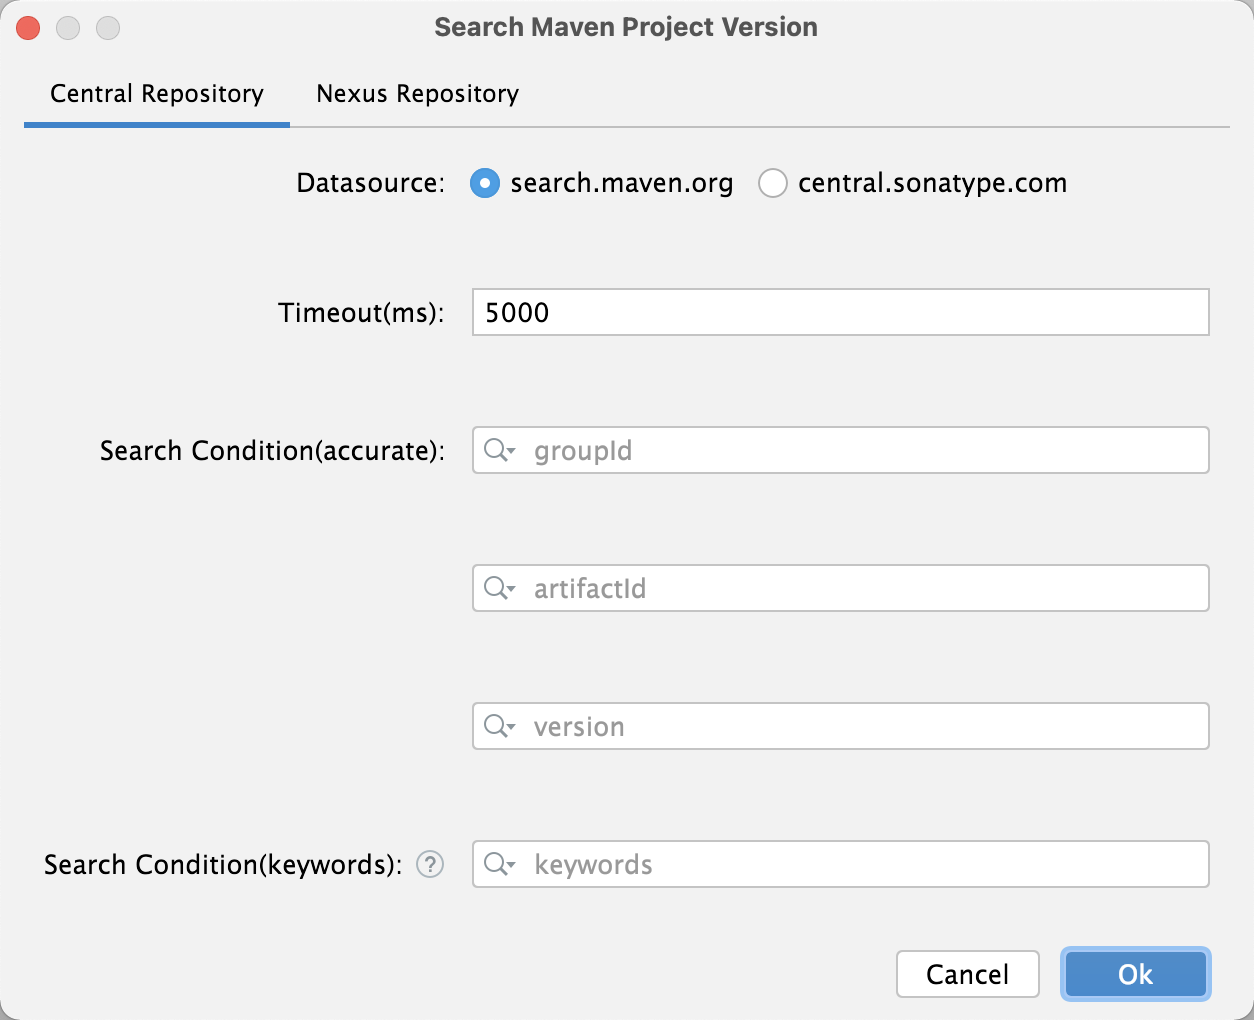 Search Maven Project Version
Central Repository Nexus Repository
Datasource: search.maven.org central.sonatype.com
Timeout(ms): 5000
Search Condition(accurate): groupId
artifactId
version
Search Condition(keywords): ? keywords
Cancel Ok